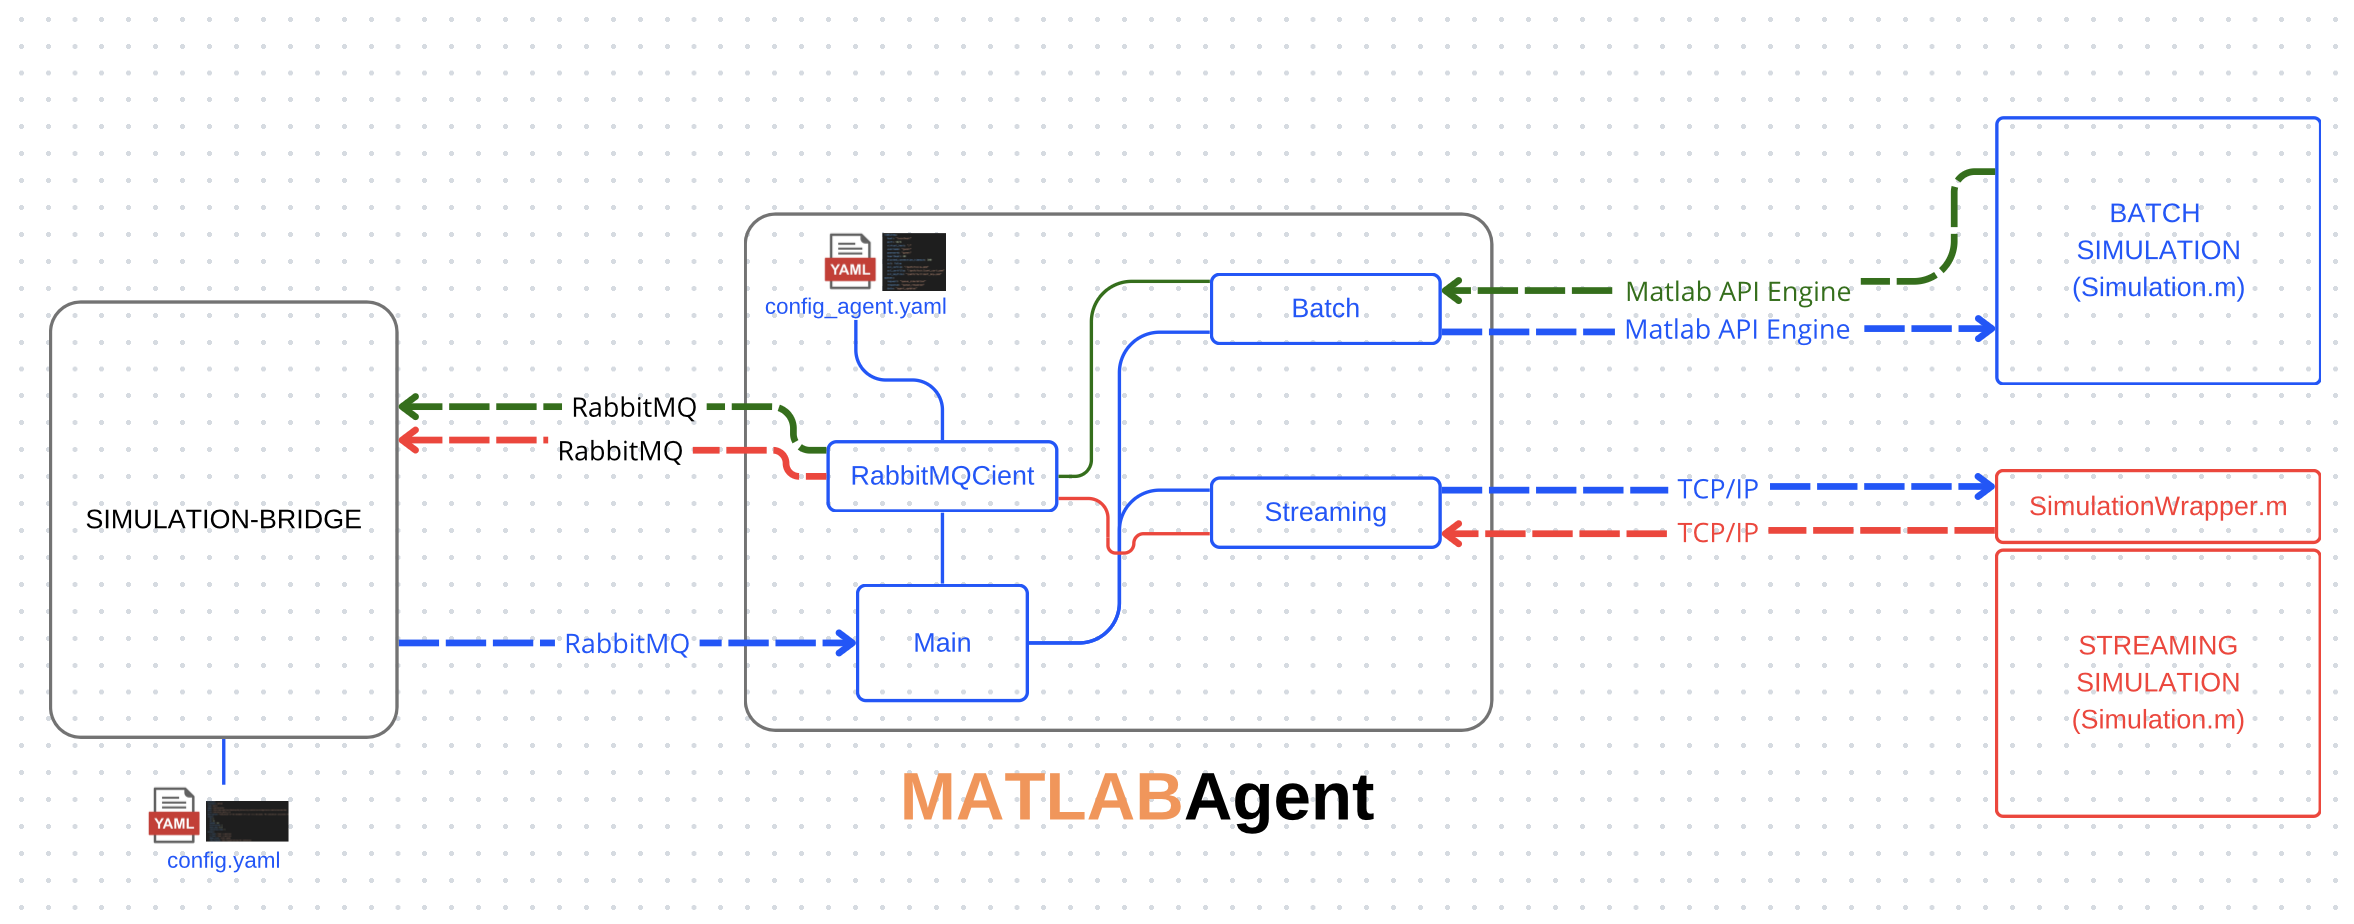 YAML
config_agent.yaml
RabbitMQ
RabbitMQ
RabbitMQCient
SIMULATION-BRIDGE
RabbitMQ
Main
Batch
Streaming
Matlab API Engine
Matlab API Engine
TCP/IP
TCP/IP
BATCH
SIMULATION
(Simulation.m)
SimulationWrapper.m
STREAMING
SIMULATION
(Simulation.m)
MATLABAgent
YAML
config.yaml